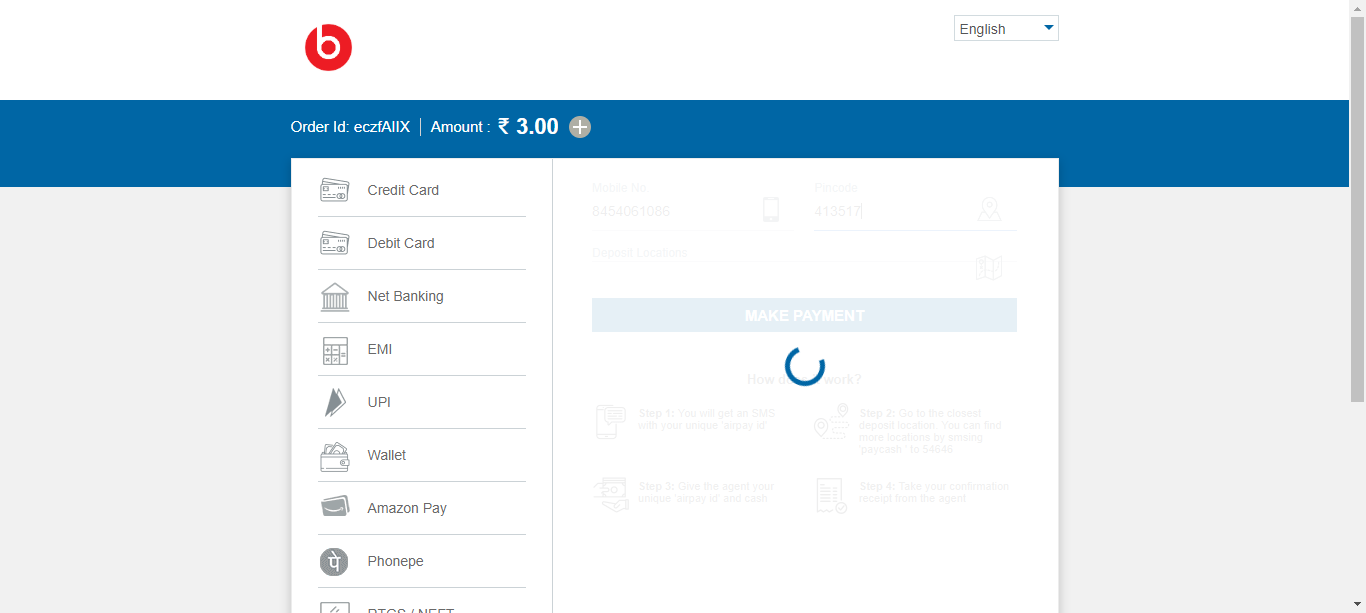 b
English
Order Id: eczfAIIX | Amount : ₹ 3.00
Credit Card
Debit Card
Net Banking
EMI
UPI
Wallet
Amazon Pay
Phonepe
RTGS / NEFT
Mobile No
Pincode
8454061086
413517
Deposit Locations
MAKE PAYMENT
How d work?
Step 1: You will get an SMS
with your unique 'airpay id'
Step 2: Go to the closest
deposit location. You can find
more locations by smsing
'paycash ' to 54646
Step 3: Give the agent your
unique 'airpay id' and cash
Step 4: Take your confirmation
receipt from the agent